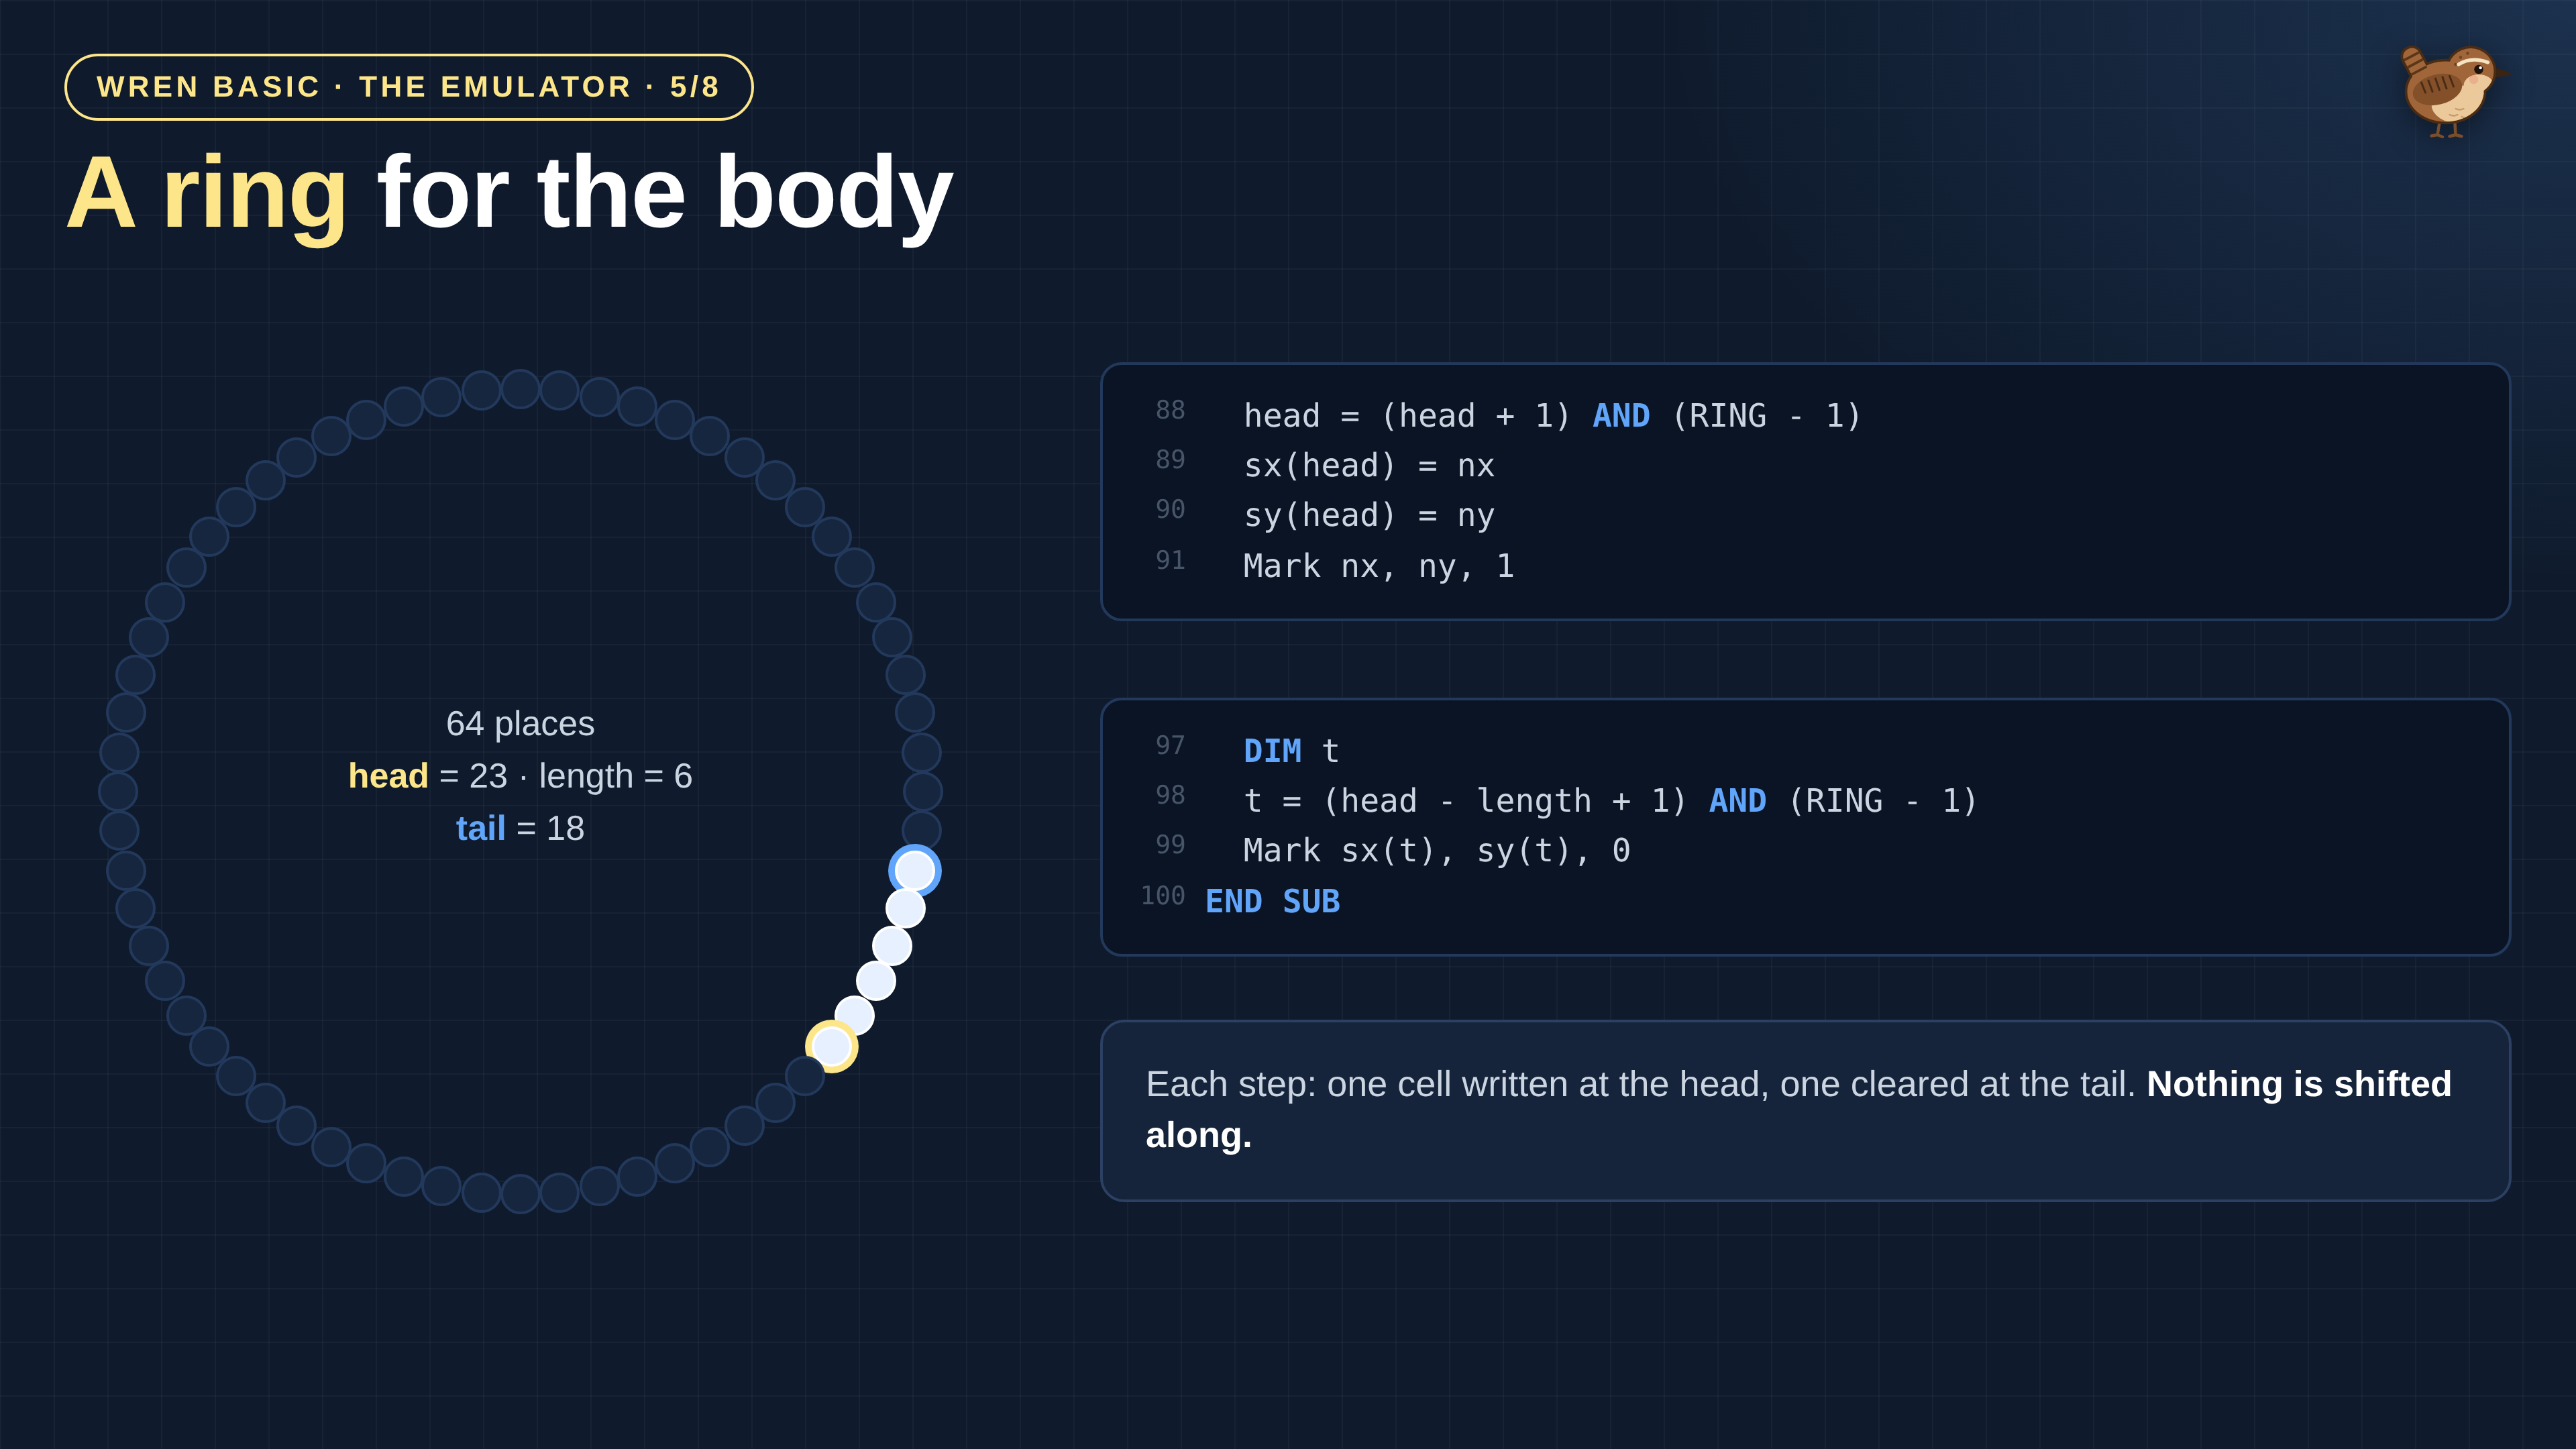 WREN BASIC · THE EMULATOR · 5/8
A ring for the body
64 places
head = 23 · length = 6
tail = 18
88 head = (head + 1) AND (RING - 1)
89 sx(head) = nx
90 sy(head) = ny
91 Mark nx, ny, 1
97 DIM t
98 t = (head - length + 1) AND (RING - 1)
99 Mark sx(t), sy(t), 0
100 END SUB
Each step: one cell written at the head, one cleared at the tail. Nothing is shifted
along.